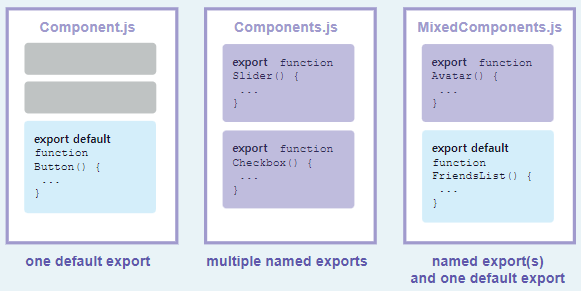 Component.js
export default
function
Button() {
...
}
one default export
Components.js
export function
Slider() {
...
}
export function
Checkbox() {
...
}
multiple named exports
MixedComponents.js
export function
Avatar() {
...
}
export default
function
FriendsList() {
...
}
named export(s)
and one default export